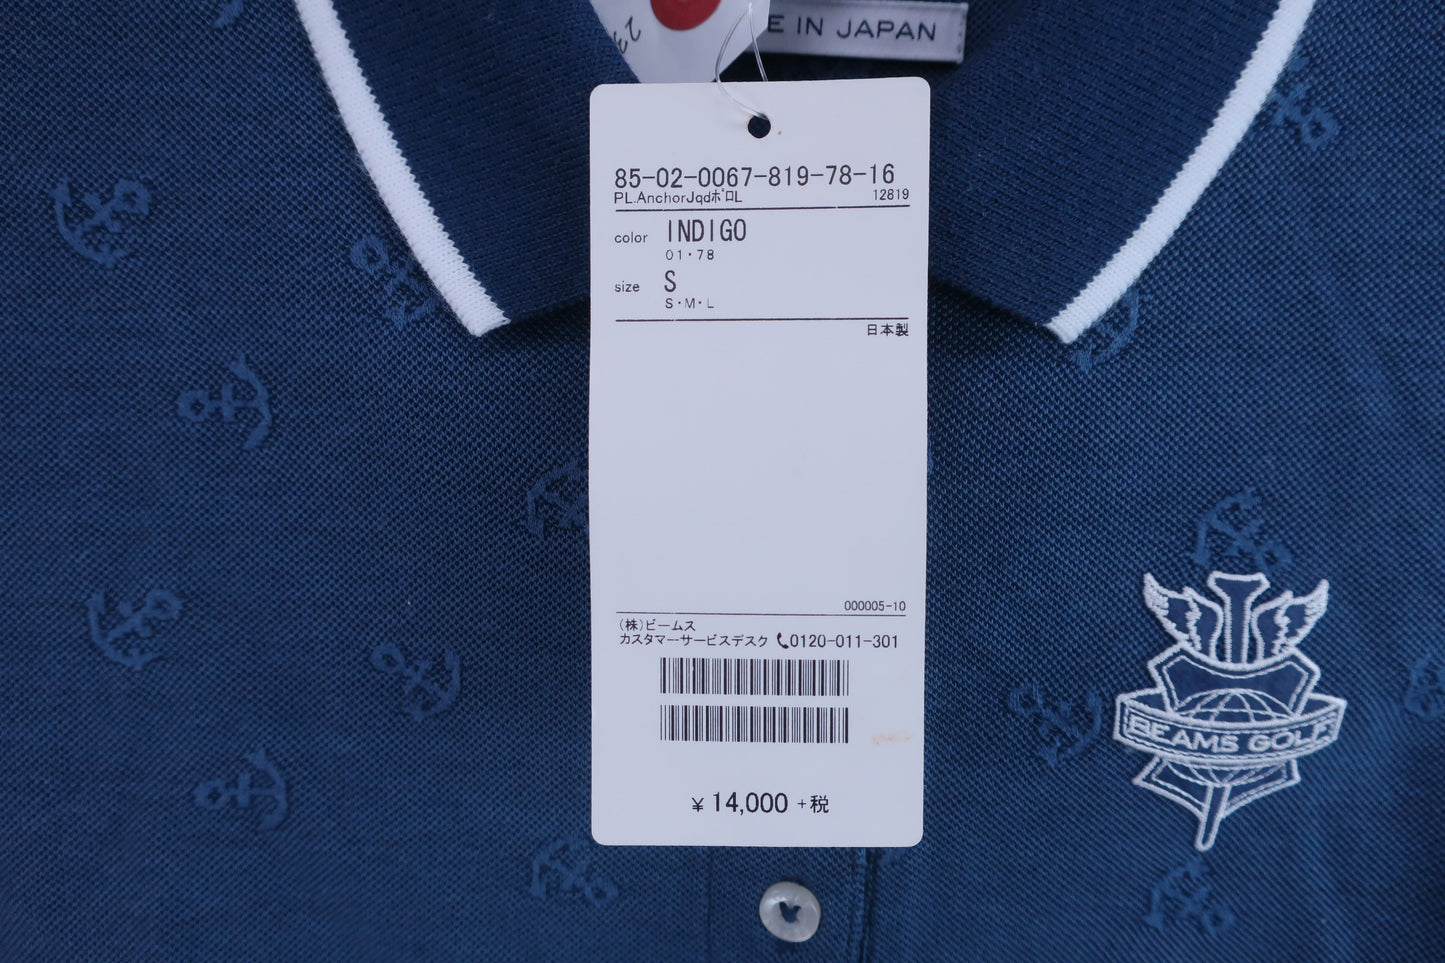 E IN JAPAN
85-02-0067-819-78-16
PL.AnchorJqdポロL 12819
color INDIGO
01・78
size S
S・M・L
日本製
000005-10
(株)ビームス
カスタマーサービスデスク 0120-011-301
¥ 14,000 +税
BEAMS GOLF